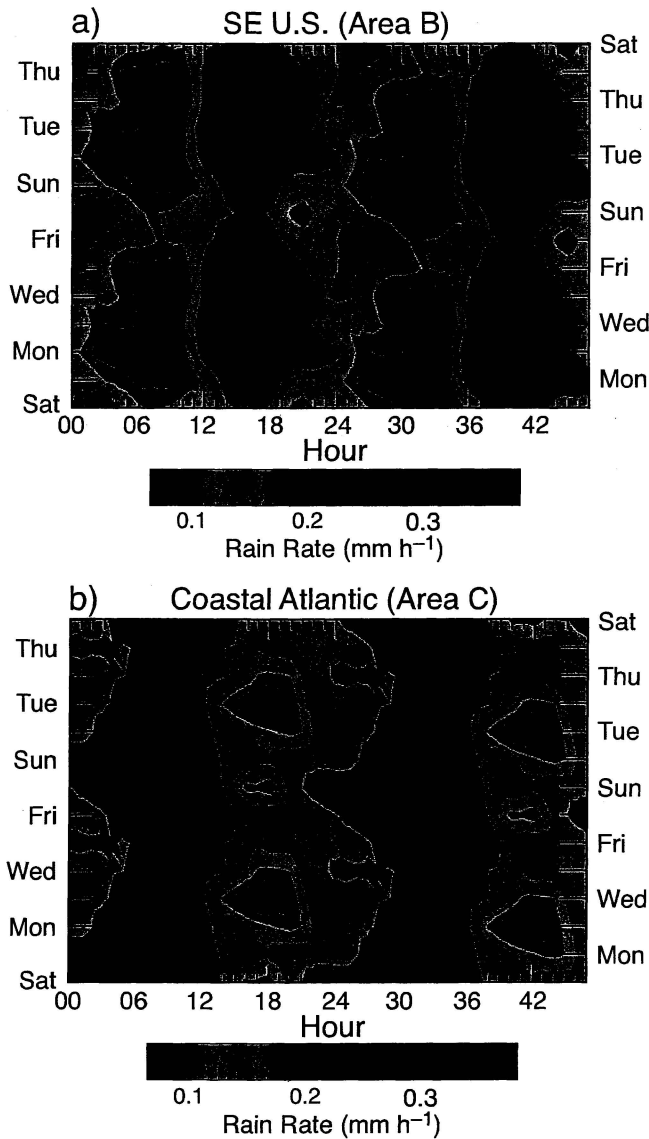 a) SE U.S. (Area B)
Sat
Thu
Thu
Tue
Tue
Sun
Sun
Fri
Fri
Wed
Wed
Mon
Mon
Sat
00 06 12 18 24 30 36 42
Hour
0.1 0.2 0.3
Rain Rate (mm h–1)
b) Coastal Atlantic (Area C)
Sat
Thu
Thu
Tue
Tue
Sun
Sun
Fri
Fri
Wed
Wed
Mon
Mon
Sat
00 06 12 18 24 30 36 42
Hour
0.1 0.2 0.3
Rain Rate (mm h–1)